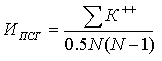 И_ПСГ = ∑ K⁺⁺ / 0.5N(N−1)